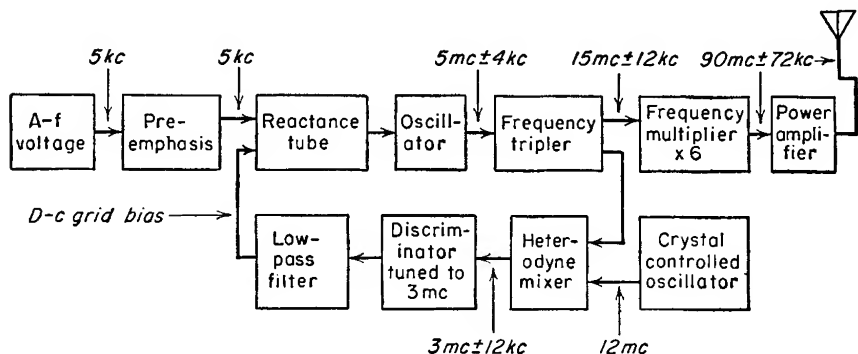 5kc
5kc
5mc±4kc
15mc±12kc
90mc±72kc
A-f
voltage
Pre-
emphasis
Reactance
tube
Oscill-
ator
Frequency
tripler
Frequency
multiplier
x 6
Power
ampli-
fier
D-c grid bias
Low-
pass
filter
Discrim-
inator
tuned to
3mc
Heter-
odyne
mixer
Crystal
controlled
oscillator
3mc±12kc
12mc